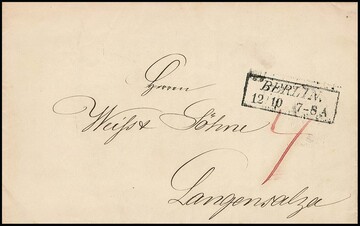 BERLIN.
12 10 7-8 A
Herrn
Weiss & Söhne
Langensalza